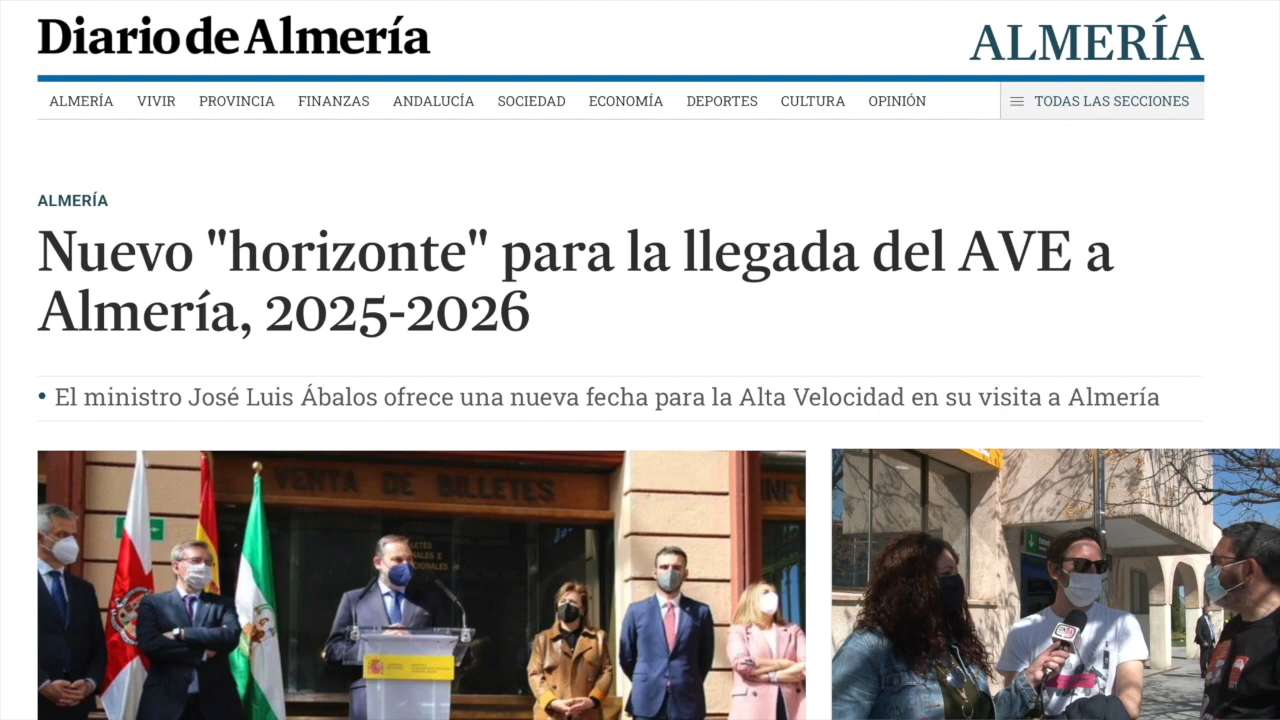 Diario de Almería
ALMERÍA
ALMERÍA VIVIR PROVINCIA FINANZAS ANDALUCÍA SOCIEDAD ECONOMÍA DEPORTES CULTURA OPINIÓN TODAS LAS SECCIONES
ALMERÍA
Nuevo "horizonte" para la llegada del AVE a
Almería, 2025-2026
• El ministro José Luis Ábalos ofrece una nueva fecha para la Alta Velocidad en su visita a Almería
VENTA DE BILLETES